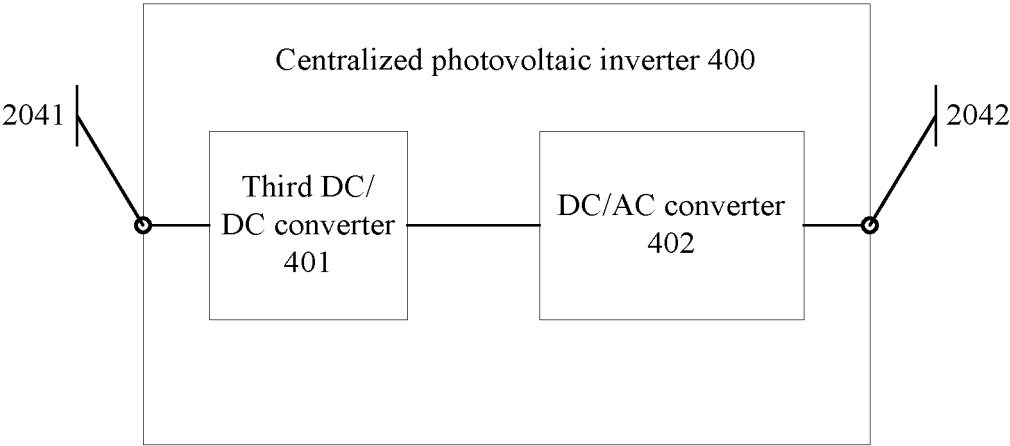 Centralized photovoltaic inverter 400
2041
2042
Third DC/
DC converter
401
DC/AC converter
402